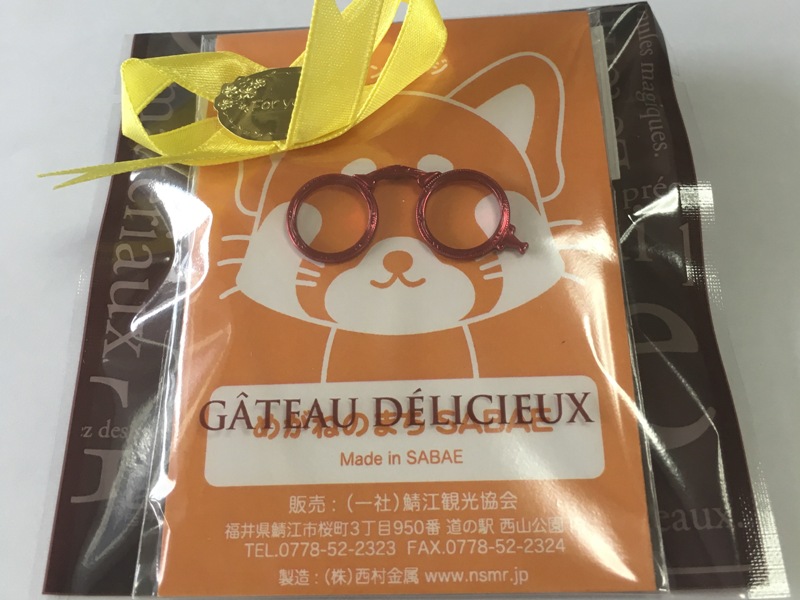 For
GÂTEAU DÉLICIEUX
めがねのまち SABAE
Made in SABAE
販売：（一社）鯖江観光協会
福井県鯖江市桜町3丁目950番 道の駅 西山公園
TEL.0778-52-2323 FAX.0778-52-2324
製造：（株）西村金属 www.nsmr.jp
magiques.
eaux.